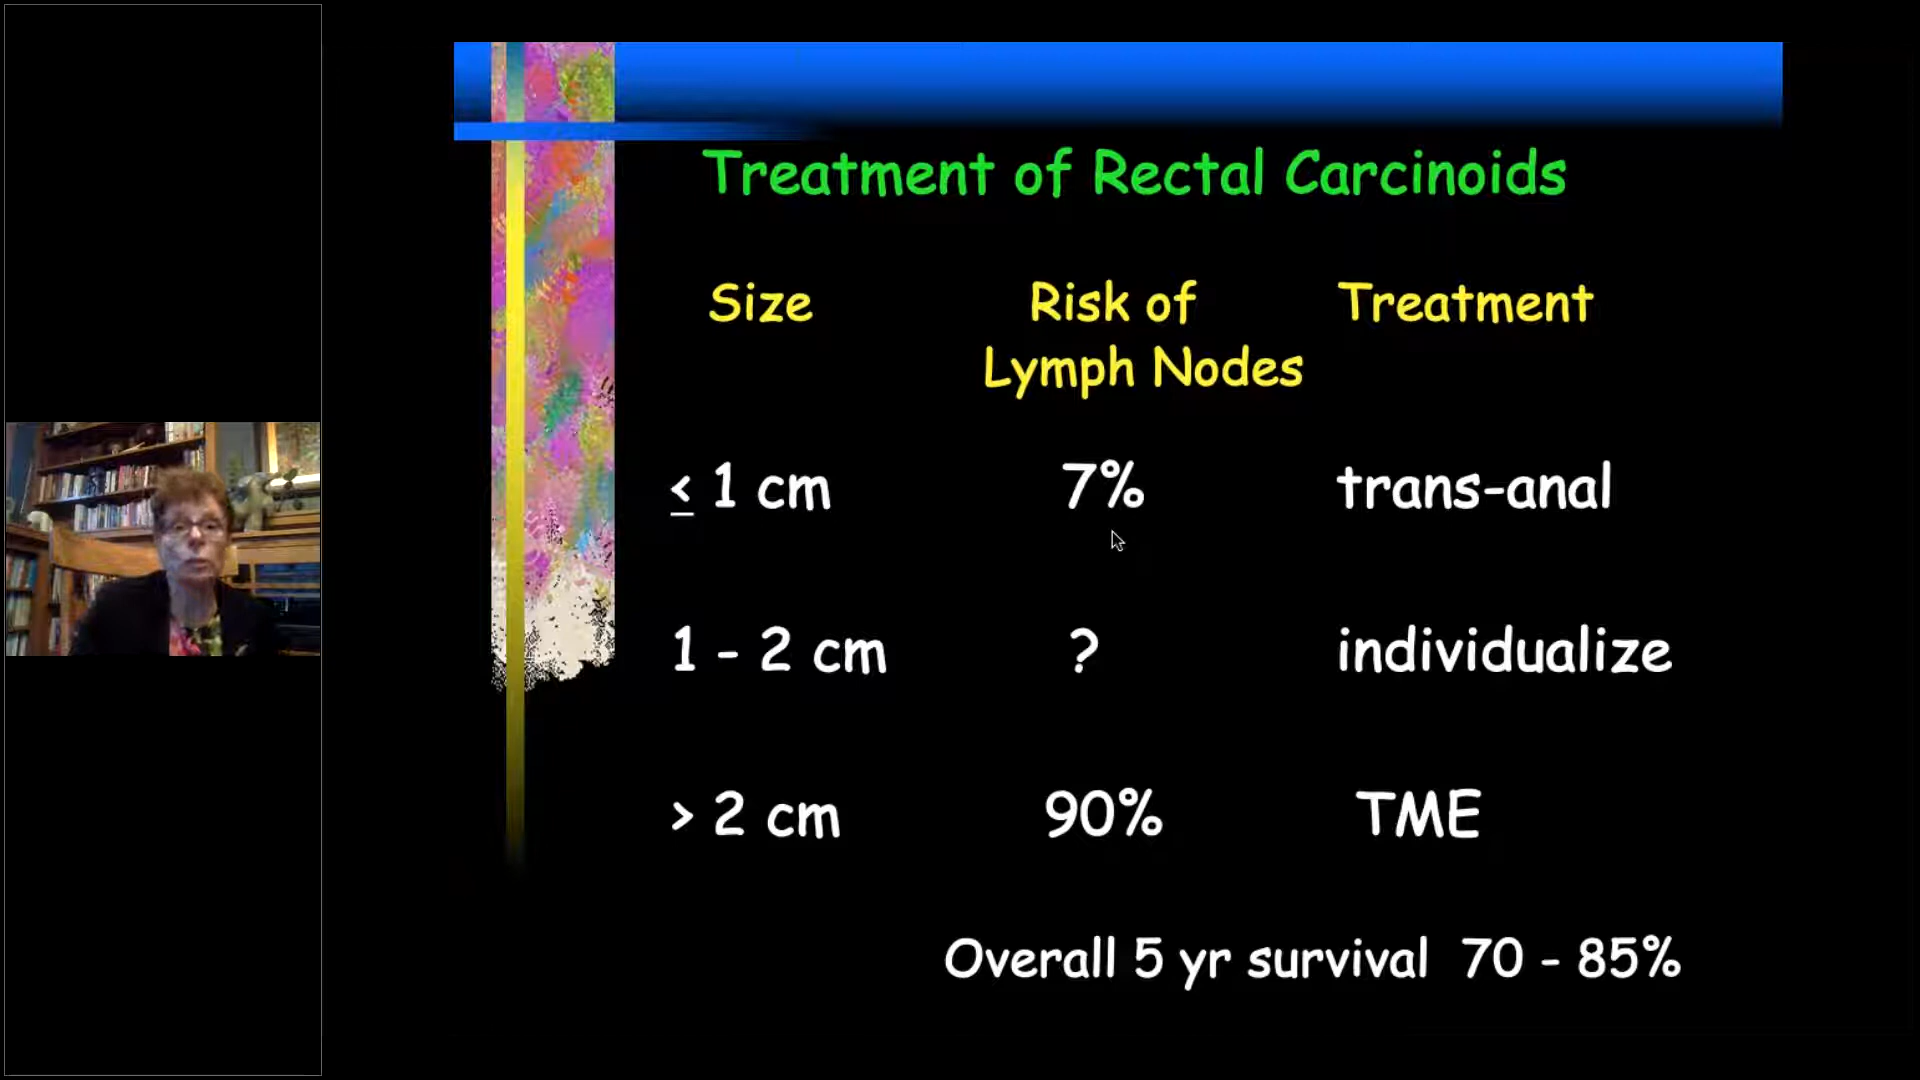 Treatment of Rectal Carcinoids
Size Risk of Treatment
Lymph Nodes
≤ 1 cm 7% trans-anal
1 - 2 cm ? individualize
> 2 cm 90% TME
Overall 5 yr survival 70 - 85%